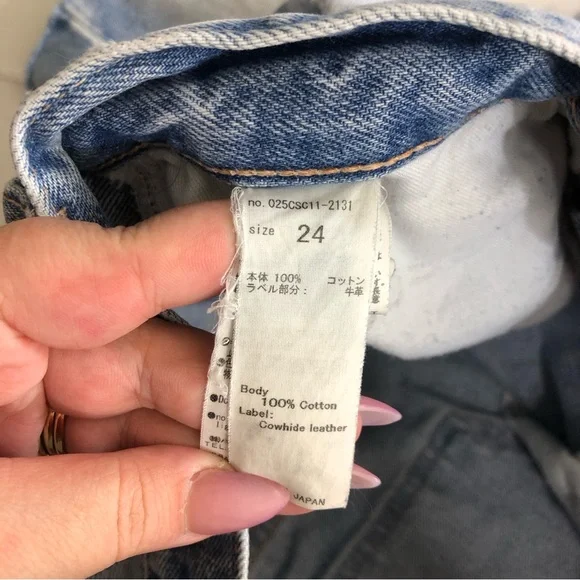 no. 025CSC11-2131
size 24
本体 100% コットン
ラベル部分: 牛革
Body
100% Cotton
Label:
Cowhide leather
JAPAN